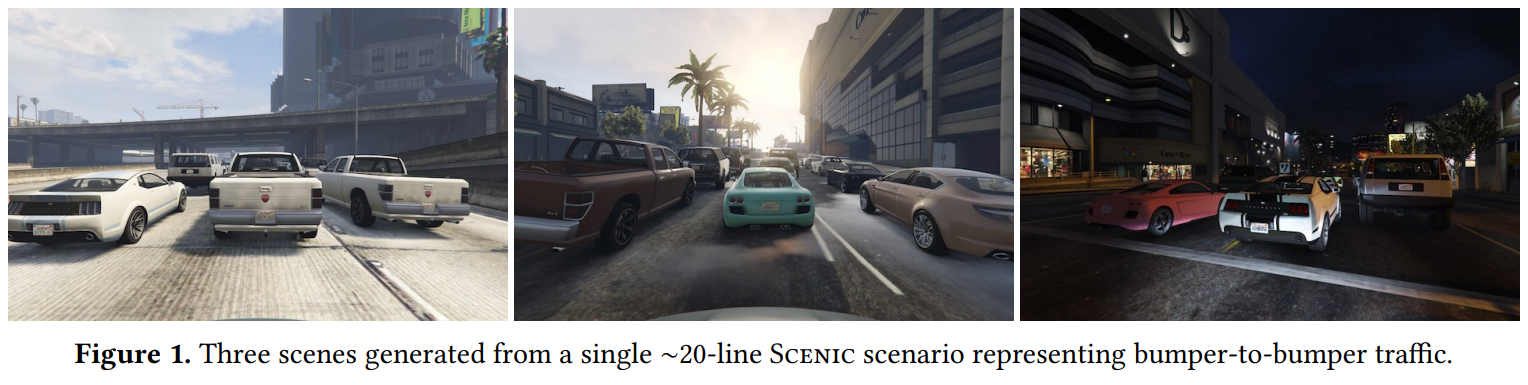 Figure 1. Three scenes generated from a single ~20-line SCENIC scenario representing bumper-to-bumper traffic.